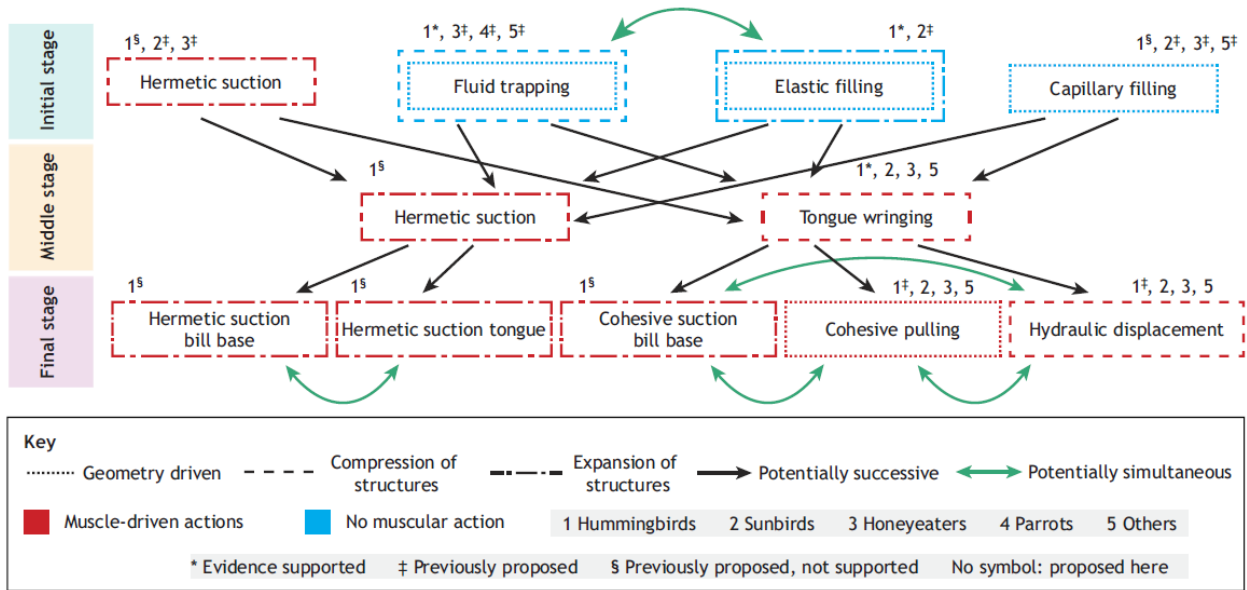 Initial stage
1§, 2‡, 3‡
1*, 3‡, 4‡, 5‡
1*, 2‡
1§, 2‡, 3‡, 5‡
Hermetic suction
Fluid trapping
Elastic filling
Capillary filling
Middle stage
1§
1*, 2, 3, 5
Hermetic suction
Tongue wringing
Final stage
1§
1§
1§
1‡, 2, 3, 5
1‡, 2, 3, 5
Hermetic suction
bill base
Hermetic suction tongue
Cohesive suction
bill base
Cohesive pulling
Hydraulic displacement
Key
Geometry driven
Compression of
structures
Expansion of
structures
Potentially successive
Potentially simultaneous
Muscle-driven actions
No muscular action
1 Hummingbirds 2 Sunbirds 3 Honeyeaters 4 Parrots 5 Others
* Evidence supported ‡ Previously proposed § Previously proposed, not supported No symbol: proposed here